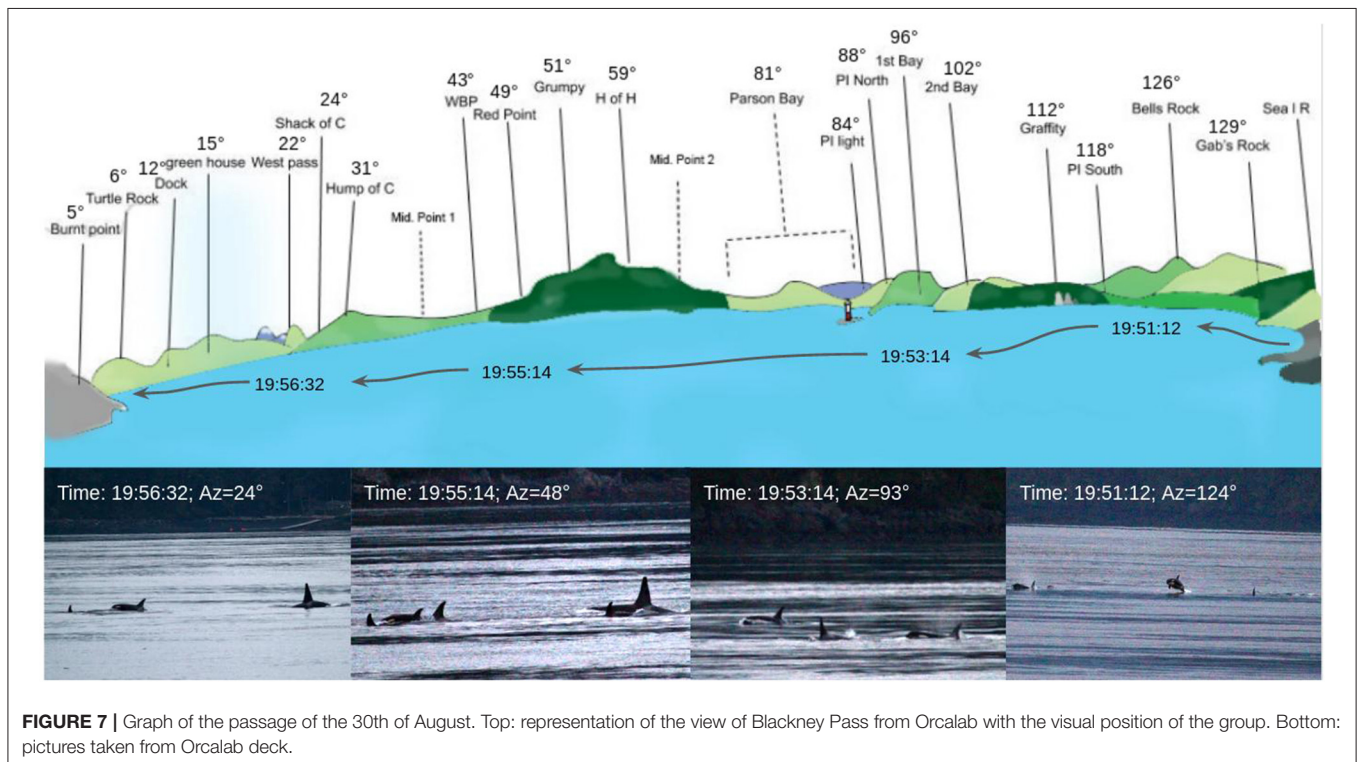 5°
Burnt point
6°
Turtle Rock
12°
Dock
15°
green house
22°
West pass
24°
Shack of C
31°
Hump of C
Mid. Point 1
43°
WBP
49°
Red Point
51°
Grumpy
59°
H of H
Mid. Point 2
81°
Parson Bay
84°
PI light
88°
PI North
96°
1st Bay
102°
2nd Bay
112°
Graffity
118°
PI South
126°
Bells Rock
129°
Gab's Rock
Sea I R
19:56:32
19:55:14
19:53:14
19:51:12
Time: 19:56:32; Az=24°
Time: 19:55:14; Az=48°
Time: 19:53:14; Az=93°
Time: 19:51:12; Az=124°
FIGURE 7 | Graph of the passage of the 30th of August. Top: representation of the view of Blackney Pass from Orcalab with the visual position of the group. Bottom:
pictures taken from Orcalab deck.